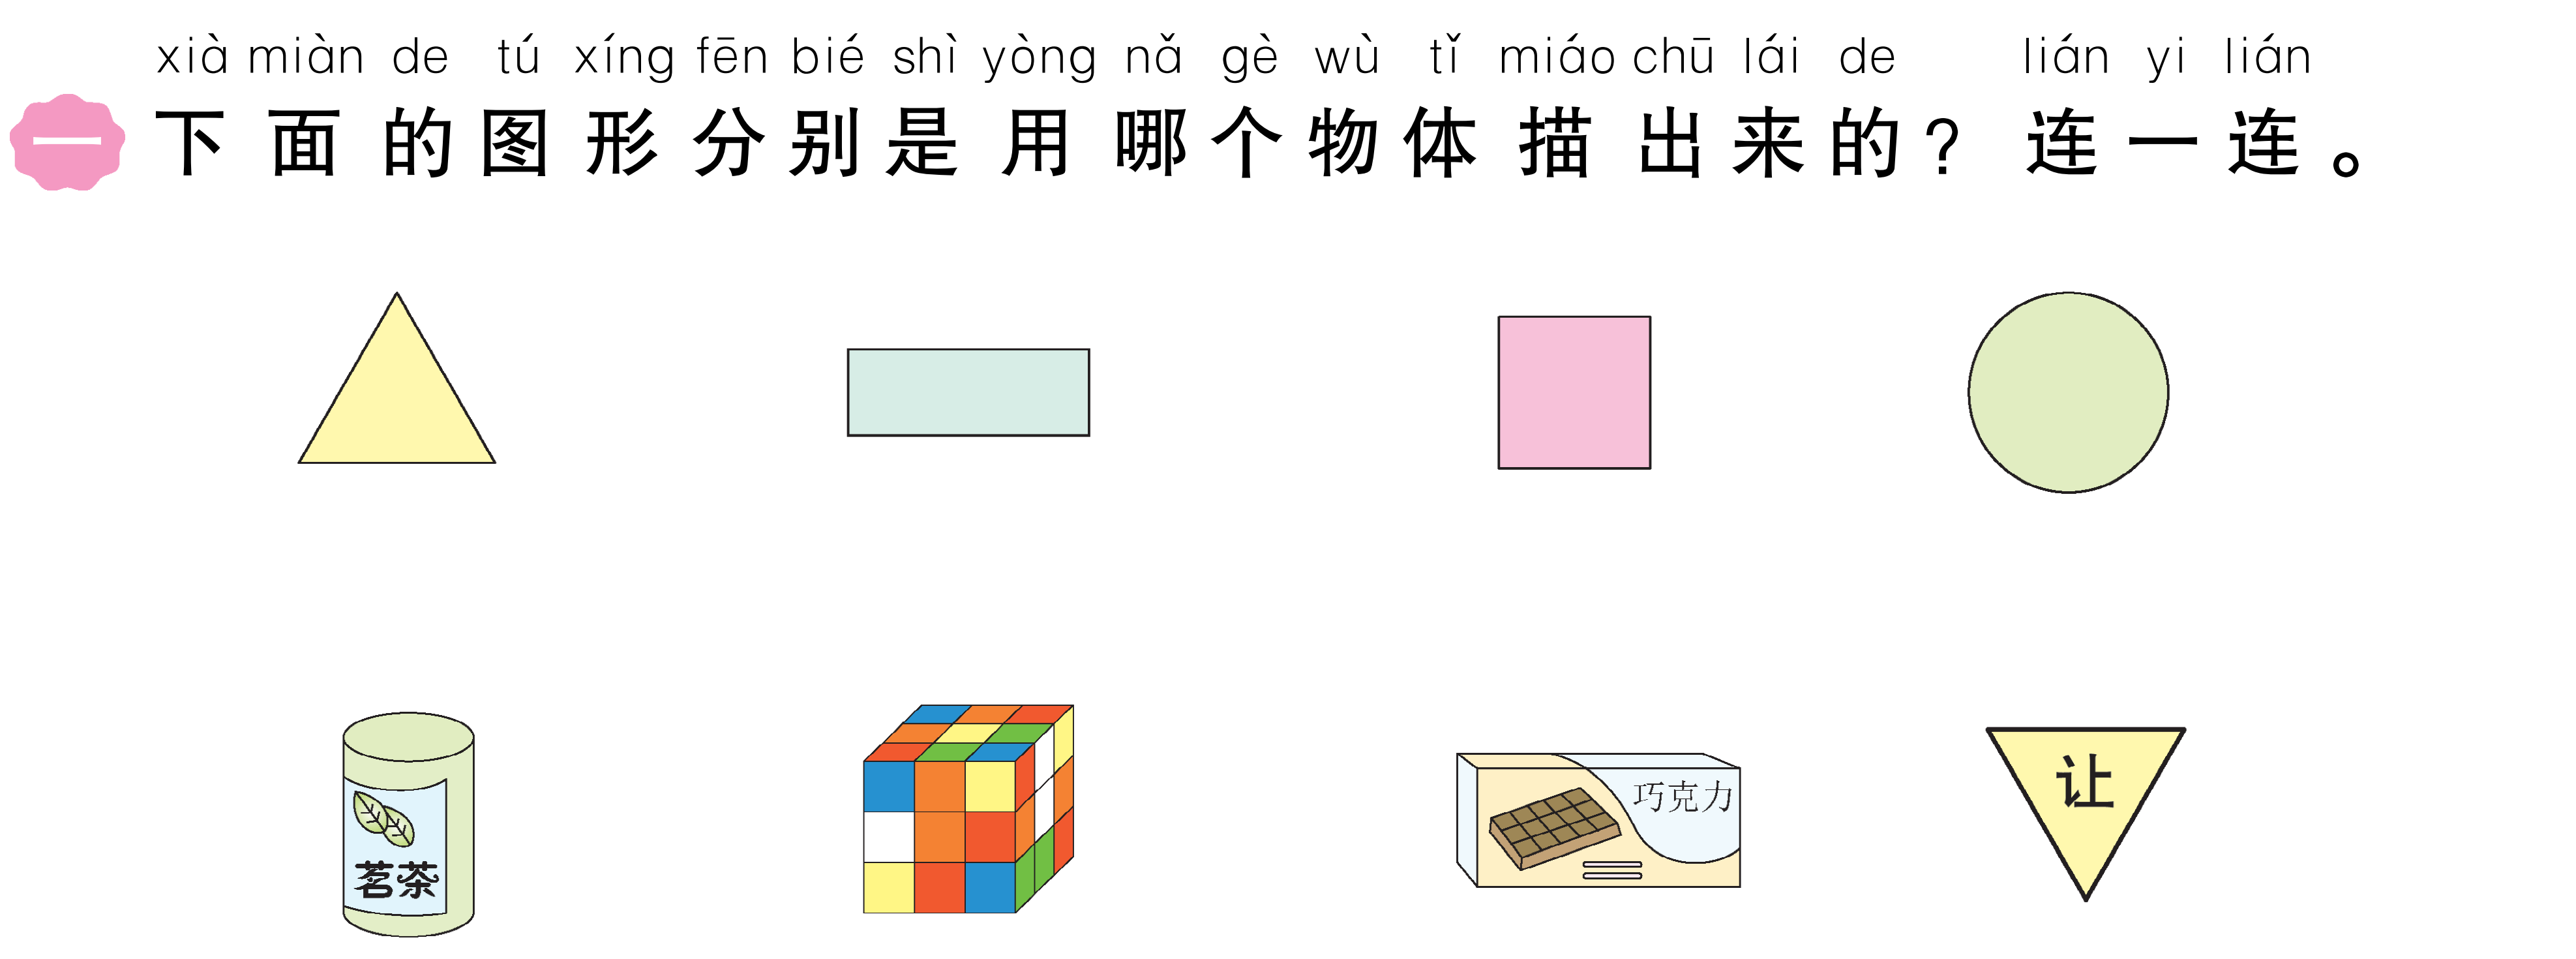 xià miàn de tú xíng fēn bié shì yòng nǎ gè wù tǐ miáo chū lái de lián yi lián
一 下面的图形分别是用哪个物体描出来的？连一连。
茗茶
巧克力
让